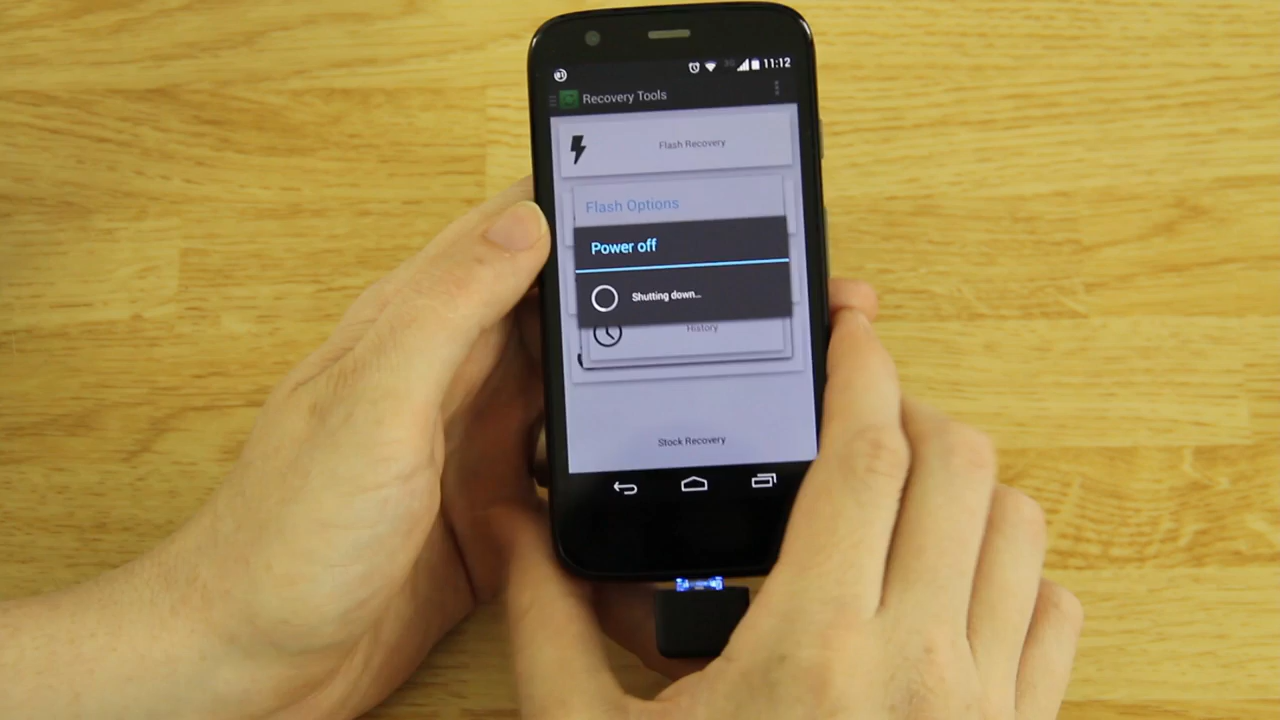 11:12
Recovery Tools
Flash Recovery
Flash Options
Power off
Shutting down...
History
Stock Recovery